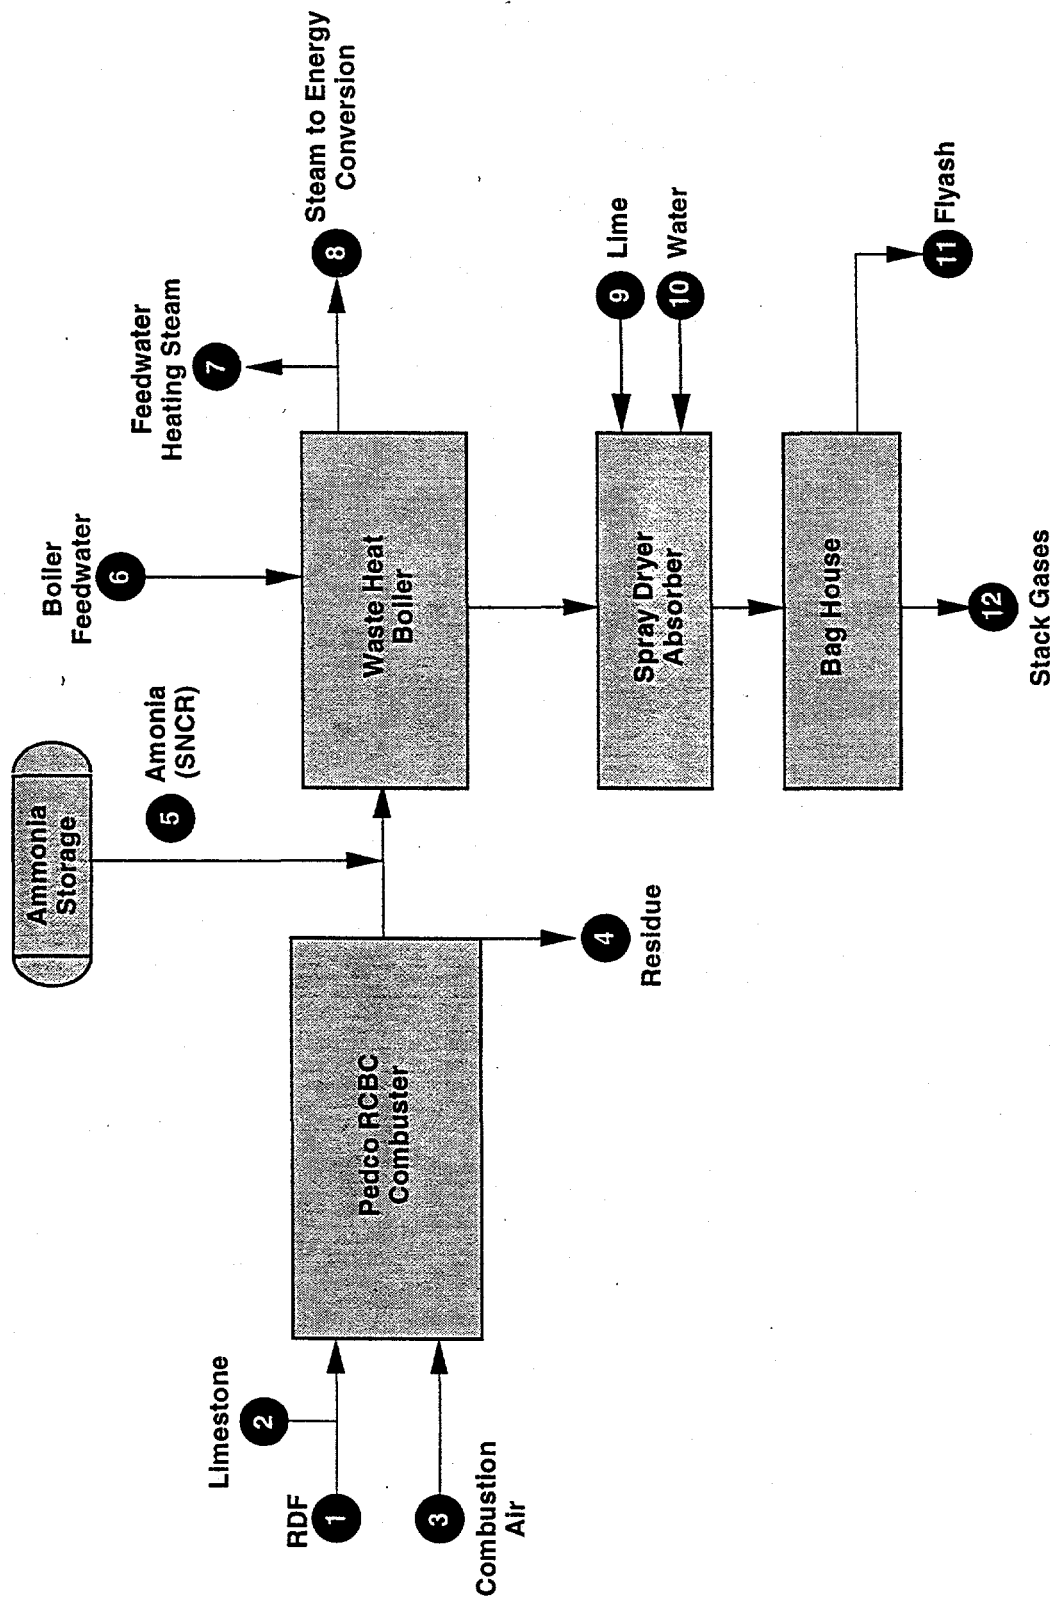 Ammonia
Storage
5
Amonia
(SNCR)
Boiler
Feedwater
6
Feedwater
Heating Steam
7
8
Steam to Energy
Conversion
Limestone
2
RDF
1
3
Combustion
Air
Pedco RCBC
Combuster
4
Residue
Waste Heat
Boiler
Spray Dryer
Absorber
9
Lime
10
Water
Bag House
11
Flyash
12
Stack Gases